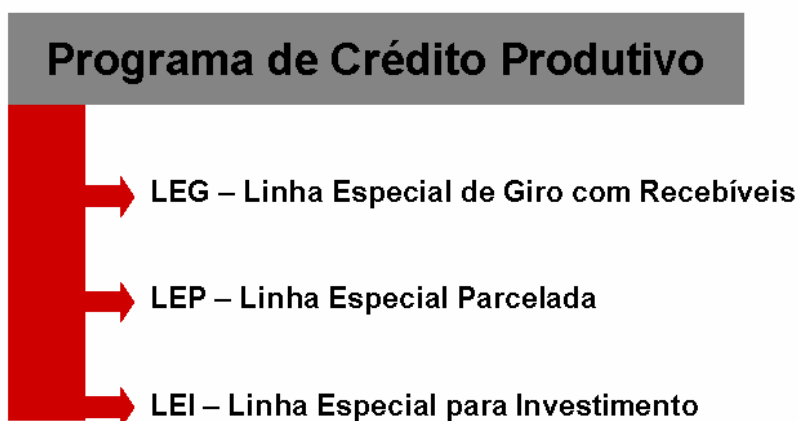 Programa de Crédito Produtivo
LEG – Linha Especial de Giro com Recebíveis
LEP – Linha Especial Parcelada
LEI – Linha Especial para Investimento